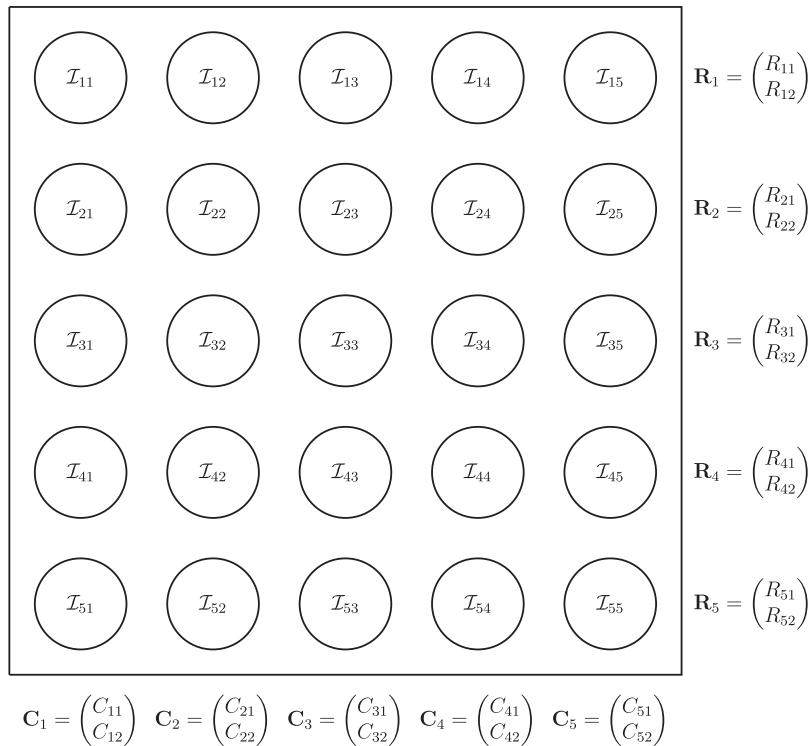 𝓘₁₁ 𝓘₁₂ 𝓘₁₃ 𝓘₁₄ 𝓘₁₅ 𝐑₁ = (R₁₁ R₁₂)
𝓘₂₁ 𝓘₂₂ 𝓘₂₃ 𝓘₂₄ 𝓘₂₅ 𝐑₂ = (R₂₁ R₂₂)
𝓘₃₁ 𝓘₃₂ 𝓘₃₃ 𝓘₃₄ 𝓘₃₅ 𝐑₃ = (R₃₁ R₃₂)
𝓘₄₁ 𝓘₄₂ 𝓘₄₃ 𝓘₄₄ 𝓘₄₅ 𝐑₄ = (R₄₁ R₄₂)
𝓘₅₁ 𝓘₅₂ 𝓘₅₃ 𝓘₅₄ 𝓘₅₅ 𝐑₅ = (R₅₁ R₅₂)
𝐂₁ = (C₁₁ C₁₂) 𝐂₂ = (C₂₁ C₂₂) 𝐂₃ = (C₃₁ C₃₂) 𝐂₄ = (C₄₁ C₄₂) 𝐂₅ = (C₅₁ C₅₂)